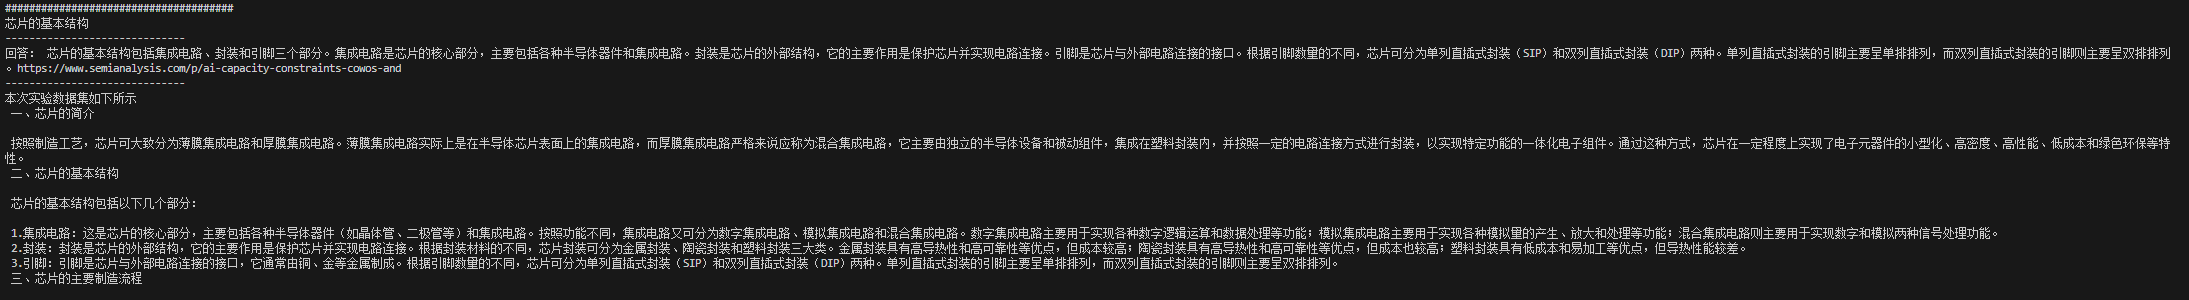 ######################################
芯片的基本结构
------------------------------
回答:  芯片的基本结构包括集成电路、封装和引脚三个部分。集成电路是芯片的核心部分，主要包括各种半导体器件和集成电路。封装是芯片的外部结构，它的主要作用是保护芯片并实现电路连接。引脚是芯片与外部电路连接的接口。根据引脚数量的不同，芯片可分为单列直插式封装（SIP）和双列直插式封装（DIP）两种。单列直插式封装的引脚主要呈单排排列，而双列直插式封装的引脚则主要呈双排排列
。https://www.semianalysis.com/p/ai-capacity-constraints-cowos-and
------------------------------
本次实验数据集如下所示
一、芯片的简介
按照制造工艺，芯片可大致分为薄膜集成电路和厚膜集成电路。薄膜集成电路实际上是在半导体芯片表面上的集成电路，而厚膜集成电路严格来说应称为混合集成电路，它主要由独立的半导体设备和被动组件，集成在塑料封装内，并按照一定的电路连接方式进行封装，以实现特定功能的一体化电子组件。通过这种方式，芯片在一定程度上实现了电子元器件的小型化、高密度、高性能、低成本和绿色环保等特
性。
二、芯片的基本结构
芯片的基本结构包括以下几个部分:
1.集成电路: 这是芯片的核心部分，主要包括各种半导体器件（如晶体管、二极管等）和集成电路。按照功能不同，集成电路又可分为数字集成电路、模拟集成电路和混合集成电路。数字集成电路主要用于实现各种数字逻辑运算和数据处理等功能；模拟集成电路主要用于实现各种模拟量的产生、放大和处理等功能；混合集成电路则主要用于实现数字和模拟两种信号处理功能。
2.封装: 封装是芯片的外部结构，它的主要作用是保护芯片并实现电路连接。根据封装材料的不同，芯片封装可分为金属封装、陶瓷封装和塑料封装三大类。金属封装具有高导热性和高可靠性等优点，但成本较高；陶瓷封装具有高导热性和高可靠性等优点，但成本也较高；塑料封装具有低成本和易加工等优点，但导热性能较差。
3.引脚: 引脚是芯片与外部电路连接的接口，它通常由铜、金等金属制成。根据引脚数量的不同，芯片可分为单列直插式封装（SIP）和双列直插式封装（DIP）两种。单列直插式封装的引脚主要呈单排排列，而双列直插式封装的引脚则主要呈双排排列。
三、芯片的主要制造流程